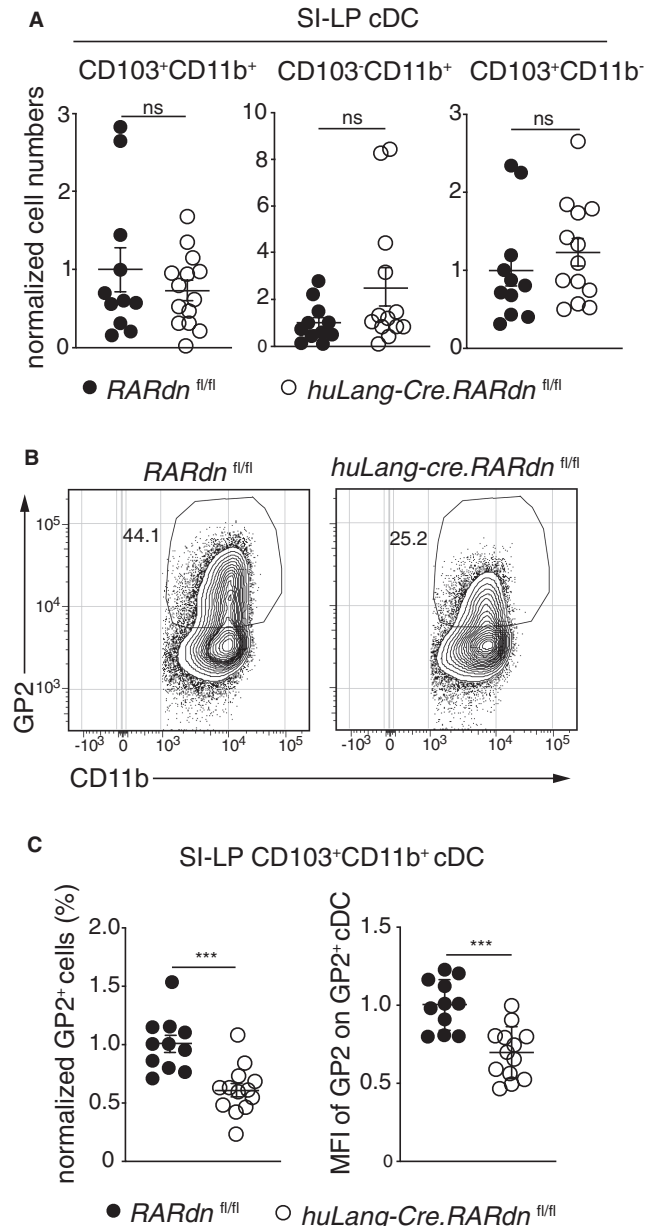 A
SI-LP cDC
CD103⁺CD11b⁺ CD103⁻CD11b⁺ CD103⁺CD11b⁻
normalized cell numbers
3
2
1
0
ns
10
8
6
4
2
0
ns
3
2
1
0
ns
● RARdn fl/fl ○ huLang-Cre.RARdn fl/fl
B
RARdn fl/fl huLang-cre.RARdn fl/fl
GP2
10⁵
10⁴
10³
44.1
25.2
-10³ 0 10³ 10⁴ 10⁵
-10³ 0 10³ 10⁴ 10⁵
CD11b
C
SI-LP CD103⁺CD11b⁺ cDC
normalized GP2⁺ cells (%)
2.0
1.5
1.0
0.5
0
***
MFI of GP2 on GP2⁺ cDC
1.5
1.0
0.5
0
***
● RARdn fl/fl ○ huLang-Cre.RARdn fl/fl